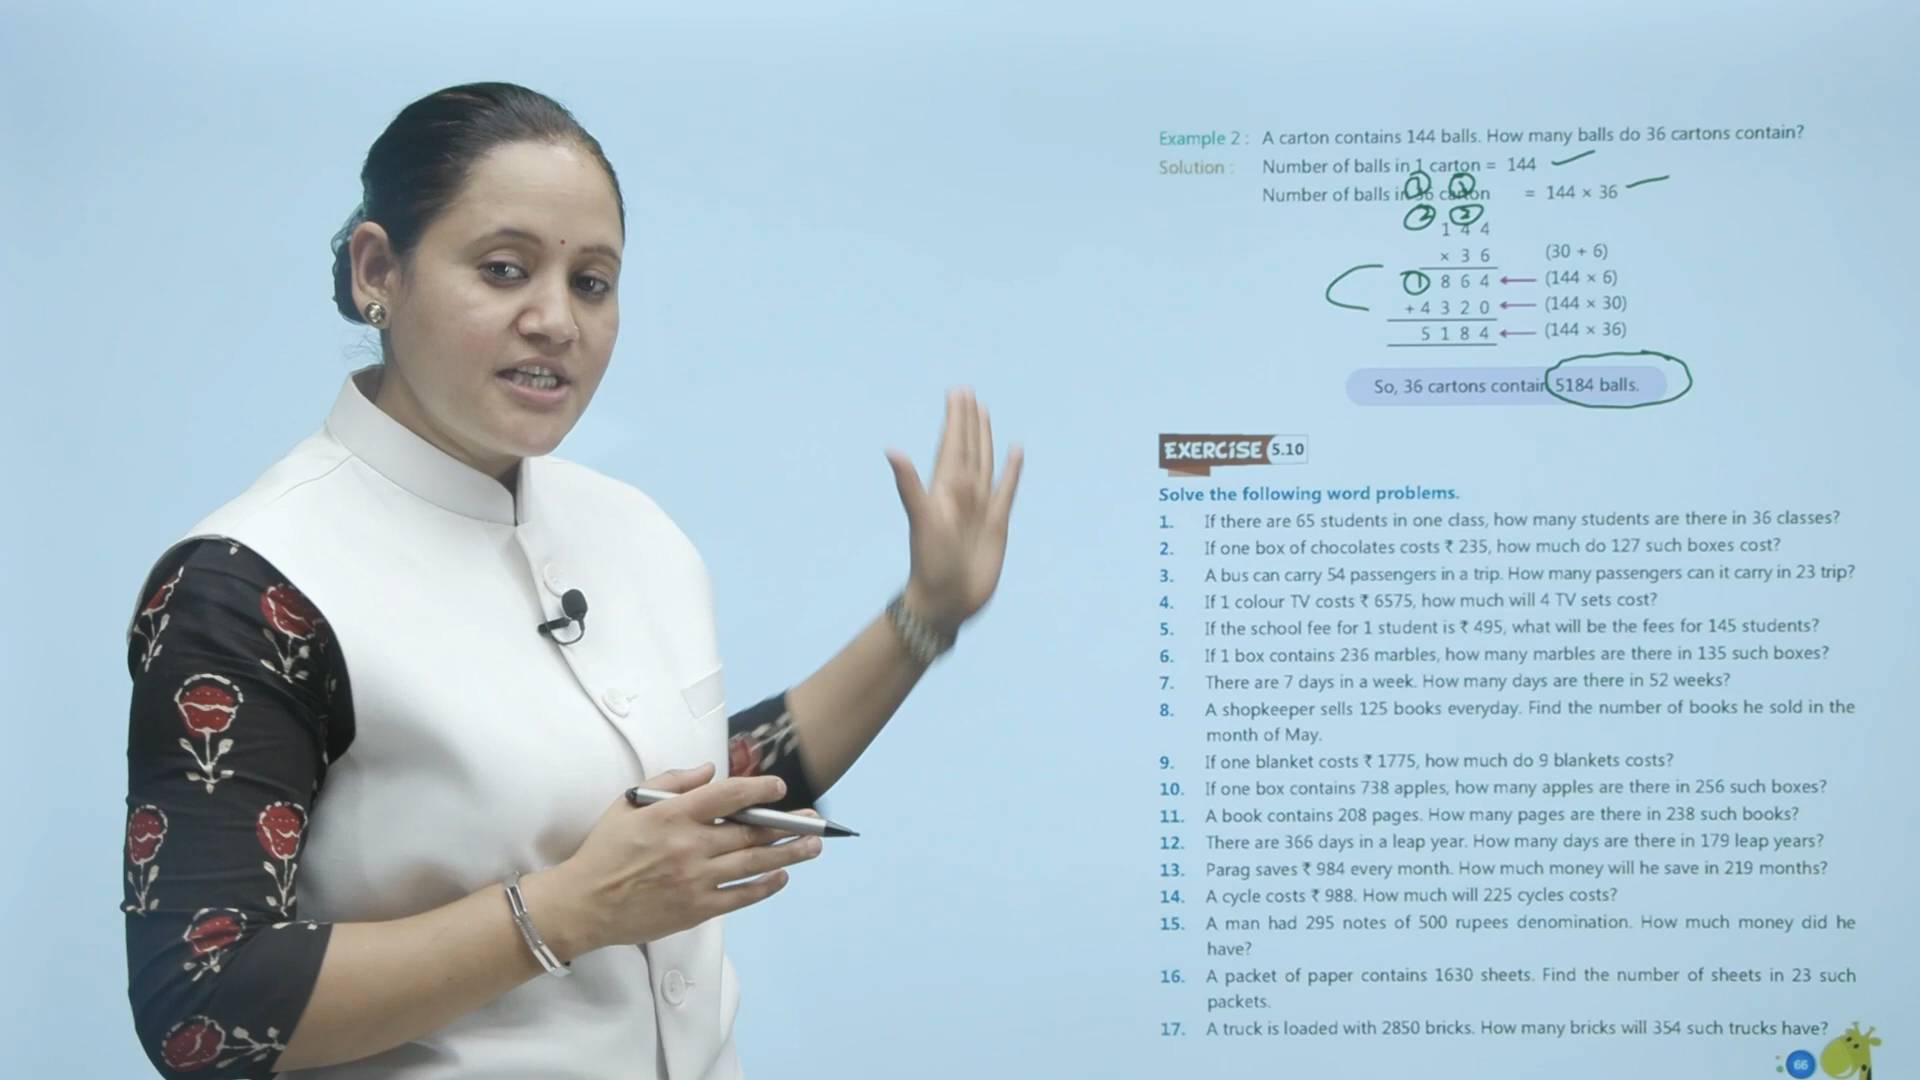 Example 2 : A carton contains 144 balls. How many balls do 36 cartons contain?
Solution : Number of balls in 1 carton = 144
Number of balls in 36 carton = 144 × 36
1 1
2 2
1 4 4
× 3 6 (30 + 6)
1 8 6 4 (144 × 6)
+ 4 3 2 0 (144 × 30)
5 1 8 4 (144 × 36)
So, 36 cartons contain 5184 balls.
EXERCISE 5.10
Solve the following word problems.
1. If there are 65 students in one class, how many students are there in 36 classes?
2. If one box of chocolates costs ₹ 235, how much do 127 such boxes cost?
3. A bus can carry 54 passengers in a trip. How many passengers can it carry in 23 trip?
4. If 1 colour TV costs ₹ 6575, how much will 4 TV sets cost?
5. If the school fee for 1 student is ₹ 495, what will be the fees for 145 students?
6. If 1 box contains 236 marbles, how many marbles are there in 135 such boxes?
7. There are 7 days in a week. How many days are there in 52 weeks?
8. A shopkeeper sells 125 books everyday. Find the number of books he sold in the
month of May.
9. If one blanket costs ₹ 1775, how much do 9 blankets costs?
10. If one box contains 738 apples, how many apples are there in 256 such boxes?
11. A book contains 208 pages. How many pages are there in 238 such books?
12. There are 366 days in a leap year. How many days are there in 179 leap years?
13. Parag saves ₹ 984 every month. How much money will he save in 219 months?
14. A cycle costs ₹ 988. How much will 225 cycles costs?
15. A man had 295 notes of 500 rupees denomination. How much money did he
have?
16. A packet of paper contains 1630 sheets. Find the number of sheets in 23 such
packets.
17. A truck is loaded with 2850 bricks. How many bricks will 354 such trucks have?
66